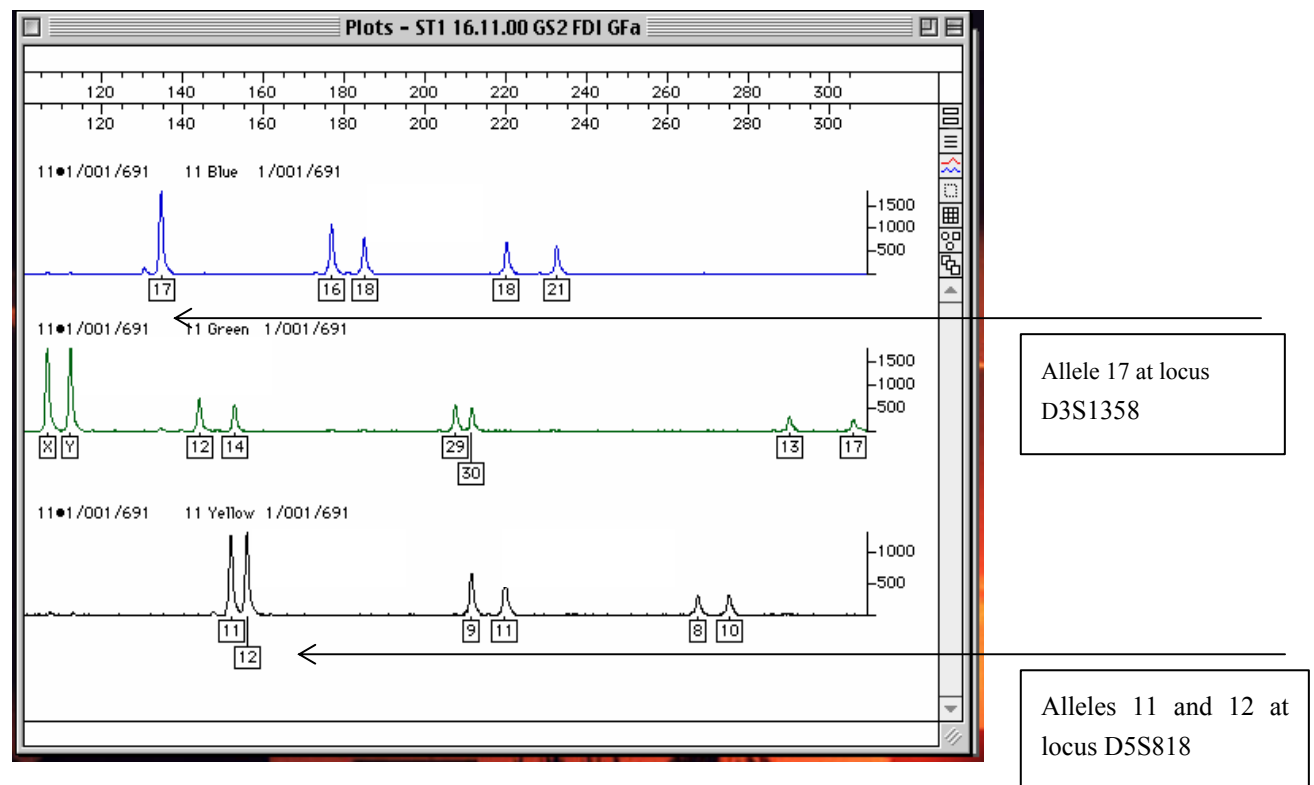 Plots - ST1 16.11.00 GS2 FDI GFa
120 140 160 180 200 220 240 260 280 300
120 140 160 180 200 220 240 260 280 300
11●1/001/691 11 Blue 1/001/691
1500
1000
500
17 16 18 18 21
11●1/001/691 11 Green 1/001/691
1500
1000
500
X Y 12 14 29 13 17
30
11●1/001/691 11 Yellow 1/001/691
1000
500
11 9 11 8 10
12
Allele 17 at locus
D3S1358
Alleles 11 and 12 at
locus D5S818